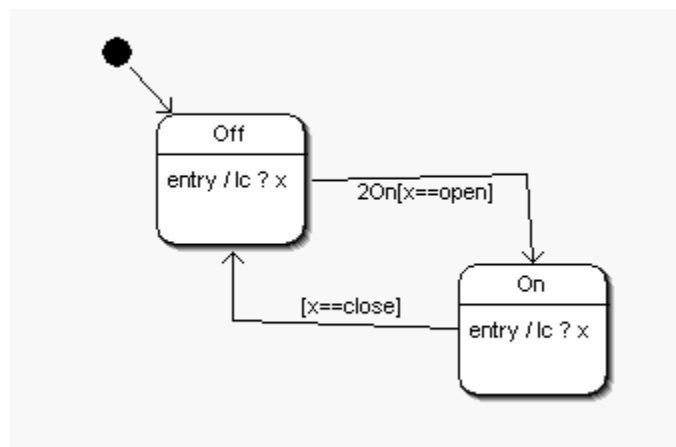 Off
entry / lc ? x
2On[x==open]
On
[x==close]
entry / lc ? x